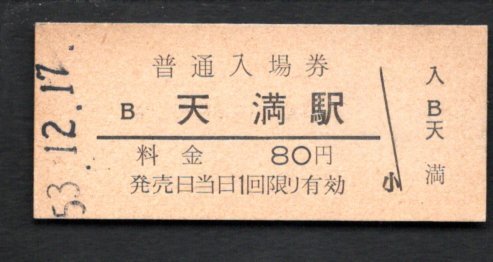 53.12.17.
普通入場券
B 天満駅
料金 80円
発売日当日1回限り有効
小
入
B
天
満